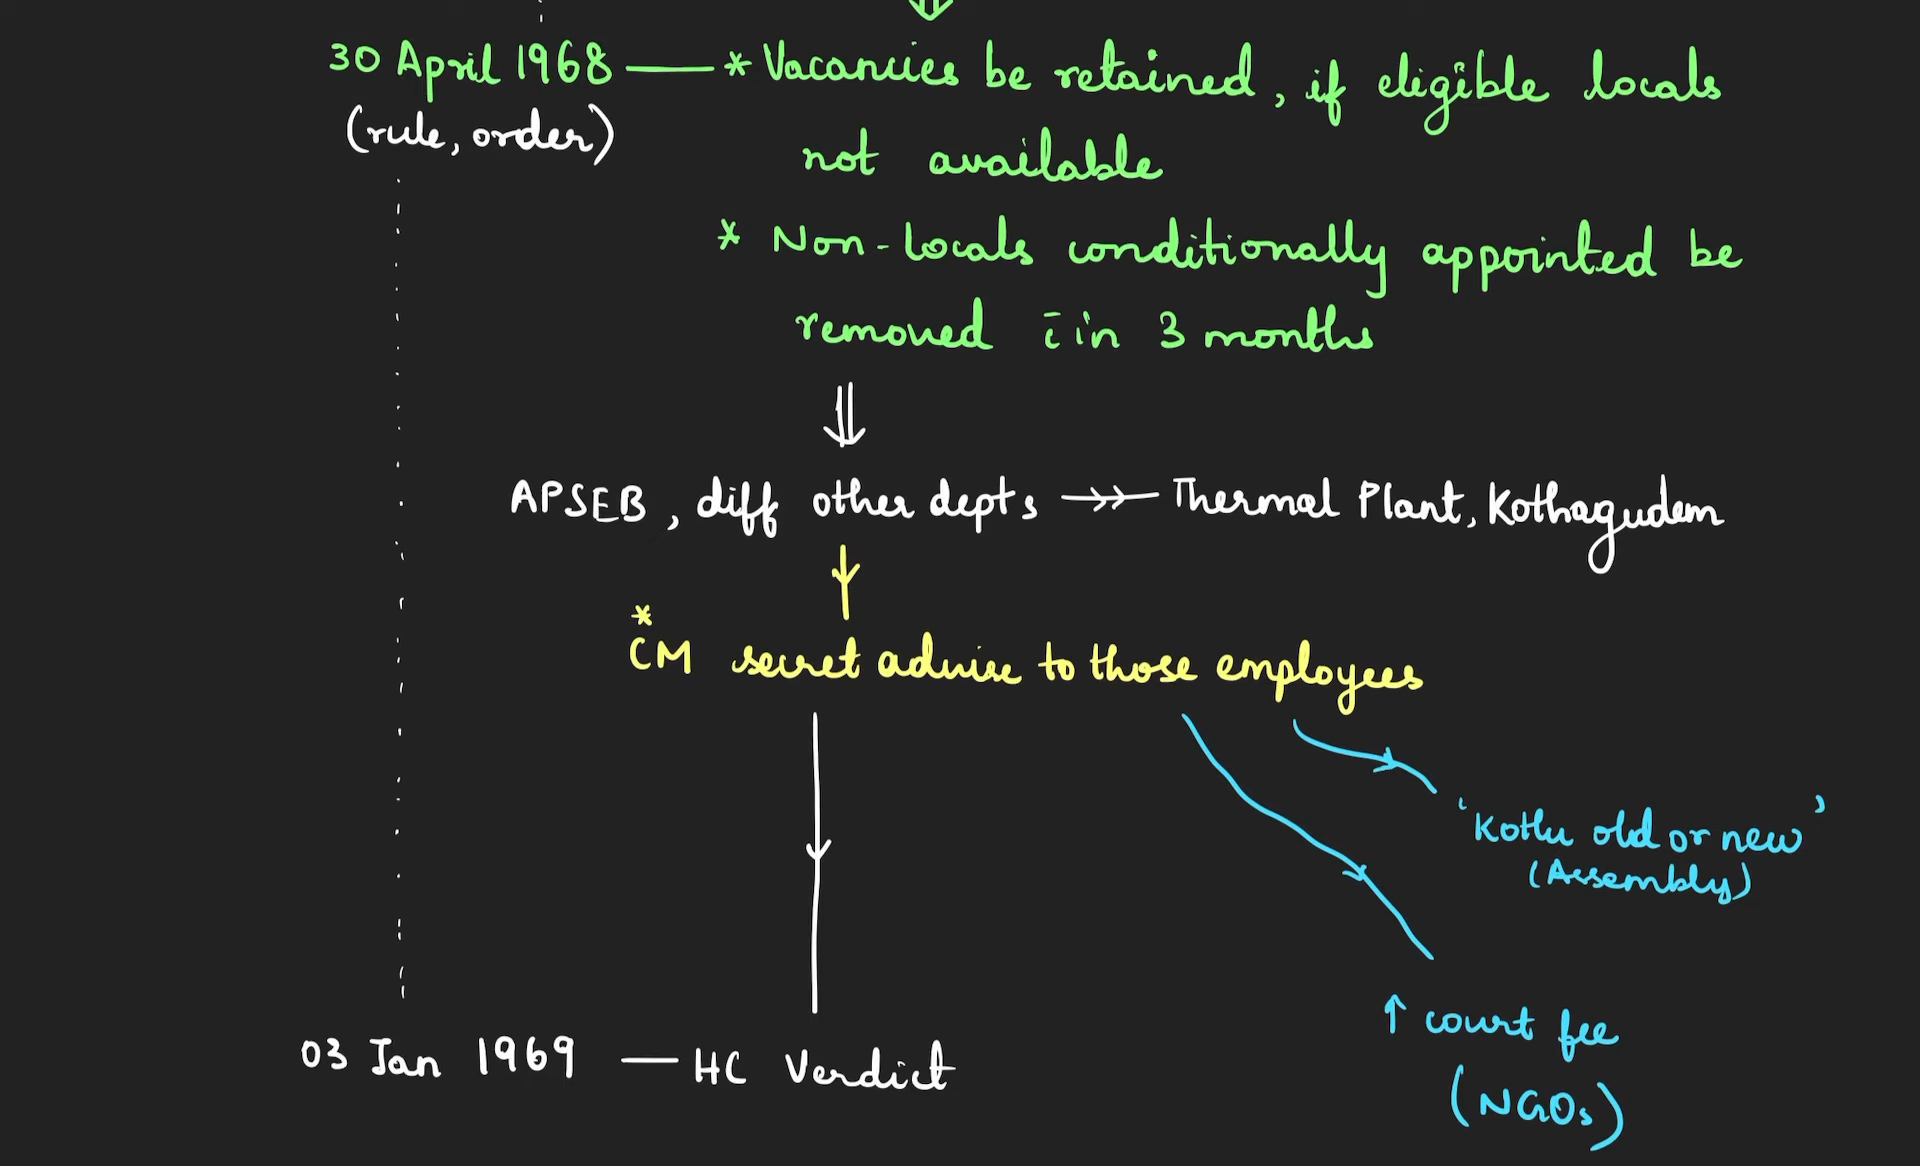 30 April 1968 — * Vacancies be retained, if eligible locals
(rule, order)
not available
* Non-locals conditionally appointed be
removed c̄ in 3 months
⇓
APSEB, diff other depts →→ Thermal Plant, Kothagudem
*
CM secret advise to those employees
'Kothu old or new'
(Assembly)
↑ court fee
03 Jan 1969 — HC Verdict
(NGOs)